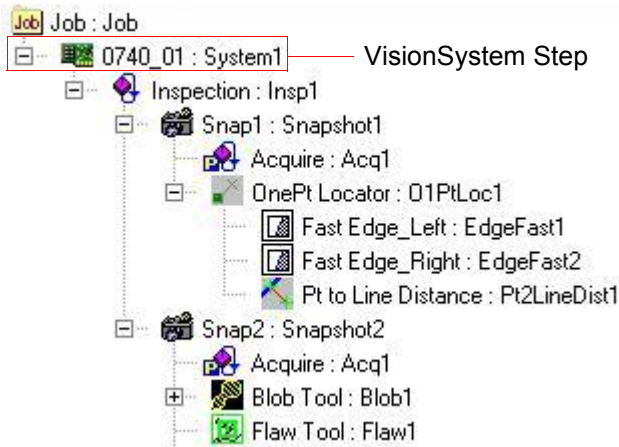 Job Job : Job
0740_01 : System1 VisionSystem Step
Inspection : Insp1
Snap1 : Snapshot1
Acquire : Acq1
OnePt Locator : O1PtLoc1
Fast Edge_Left : EdgeFast1
Fast Edge_Right : EdgeFast2
Pt to Line Distance : Pt2LineDist1
Snap2 : Snapshot2
Acquire : Acq1
Blob Tool : Blob1
Flaw Tool : Flaw1